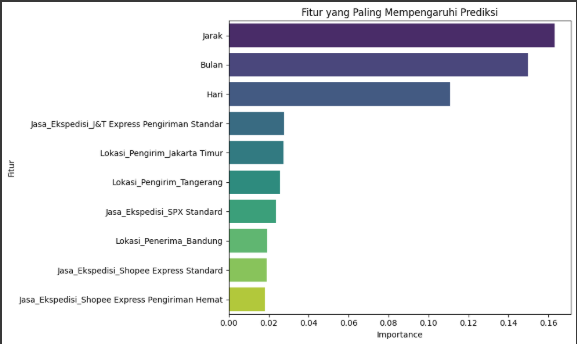 Fitur yang Paling Mempengaruhi Prediksi
Jarak
Bulan
Hari
Jasa_Ekspedisi_J&T Express Pengiriman Standar
Lokasi_Pengirim_Jakarta Timur
Lokasi_Pengirim_Tangerang
Jasa_Ekspedisi_SPX Standard
Lokasi_Penerima_Bandung
Jasa_Ekspedisi_Shopee Express Standard
Jasa_Ekspedisi_Shopee Express Pengiriman Hemat
Fitur
0.00 0.02 0.04 0.06 0.08 0.10 0.12 0.14 0.16
Importance